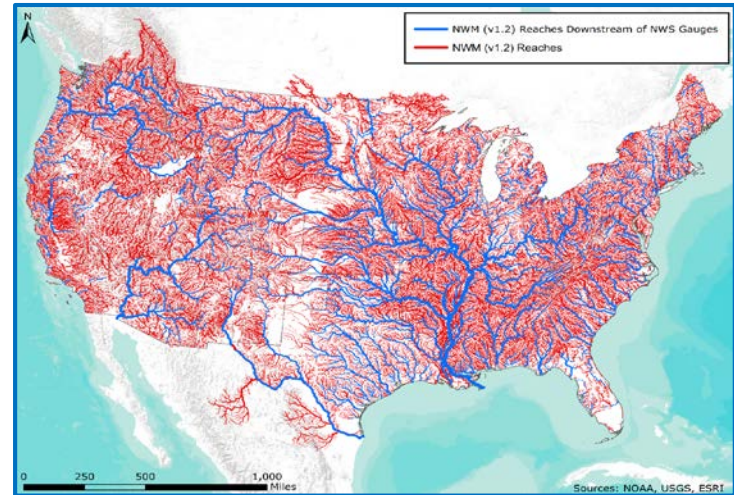 N
NWM (v1.2) Reaches Downstream of NWS Gauges
NWM (v1.2) Reaches
0 250 500 1,000
Miles
Sources: NOAA, USGS, ESRI